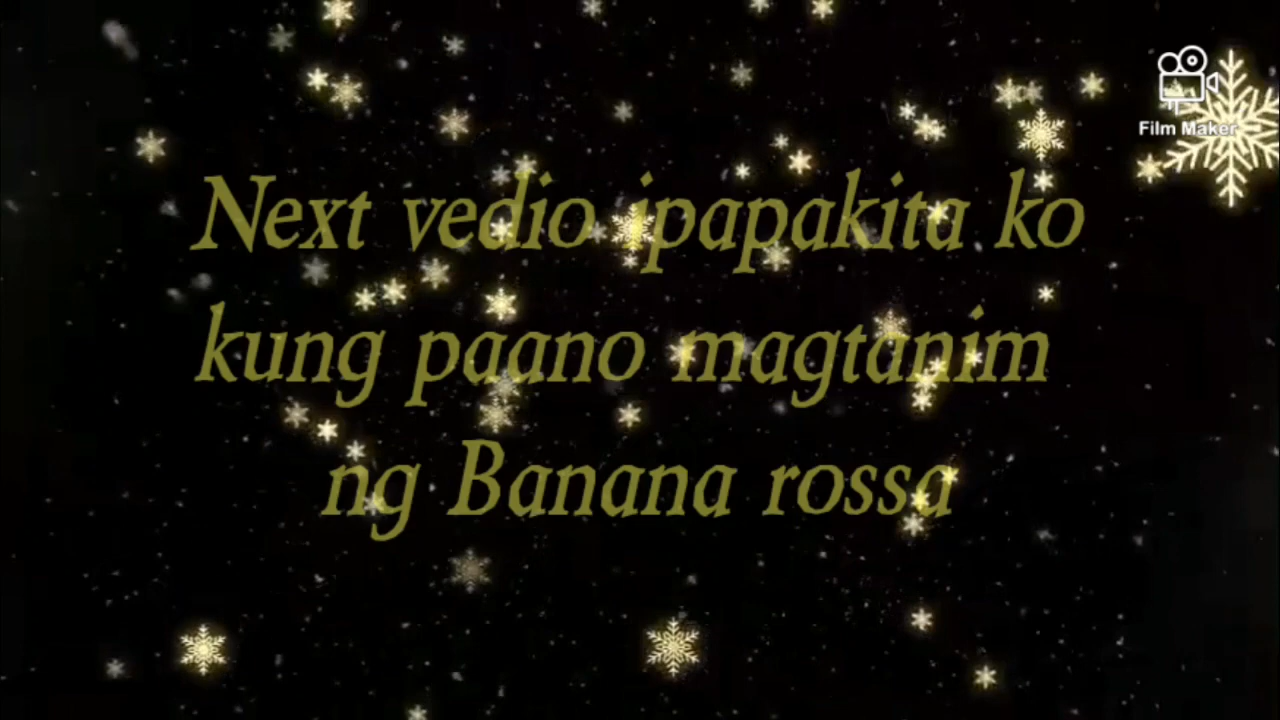 Film Maker
Next vedio ipapakita ko
kung paano magtanim
ng Banana rossa